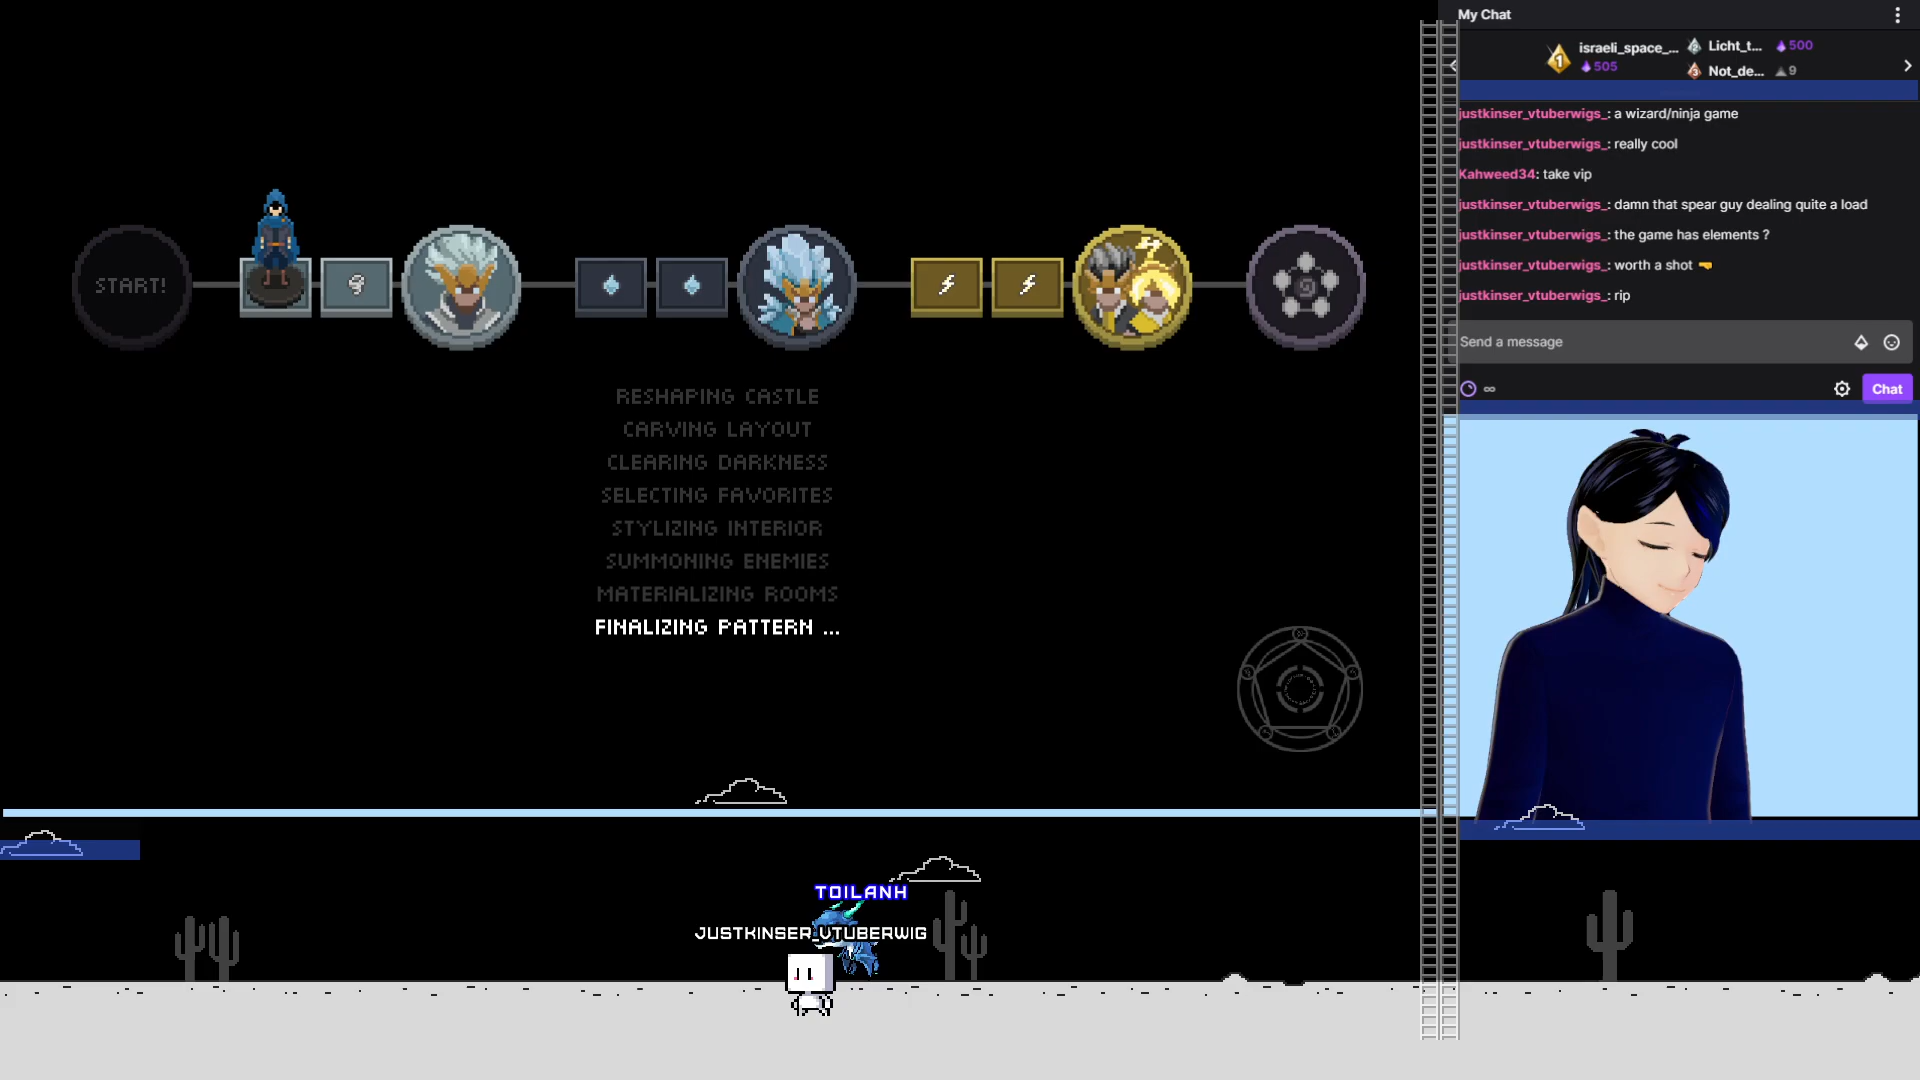 START!
RESHAPING CASTLE
CARVING LAYOUT
CLEARING DARKNESS
SELECTING FAVORITES
STYLIZING INTERIOR
SUMMONING ENEMIES
MATERIALIZING ROOMS
FINALIZING PATTERN ...
TOILANH
JUSTKINSER_VTUBERWIG
My Chat
1 israeli_space_... 505
2 Licht_t... 500
3 Not_de... 9
justkinser_vtuberwigs_: a wizard/ninja game
justkinser_vtuberwigs_: really cool
Kahweed34: take vip
justkinser_vtuberwigs_: damn that spear guy dealing quite a load
justkinser_vtuberwigs_: the game has elements ?
justkinser_vtuberwigs_: worth a shot
justkinser_vtuberwigs_: rip
Send a message
∞
Chat